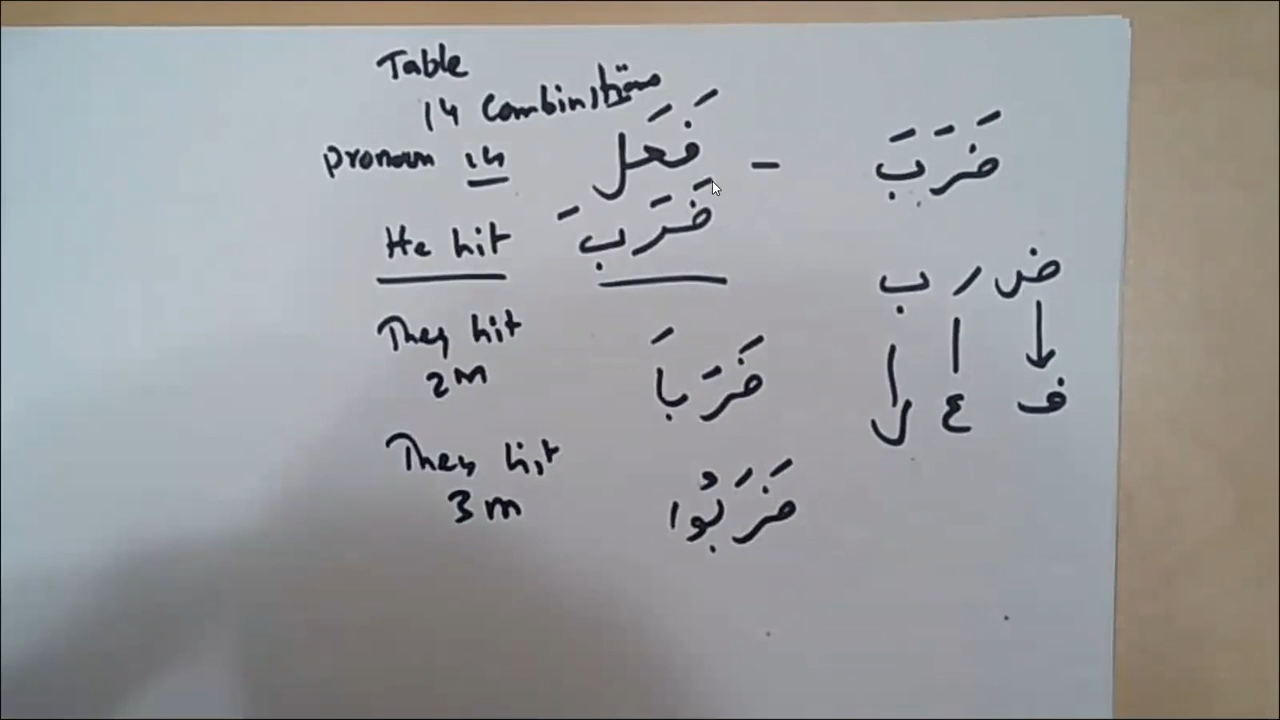 Table
14 Combinations
pronoun 14 فَعَل - ضَرَبَ
He hit ضَرَبَ
ض ر ب
They hit
2m ضَرَبَا
ف ع ل
They hit
3m ضَرَبُوا